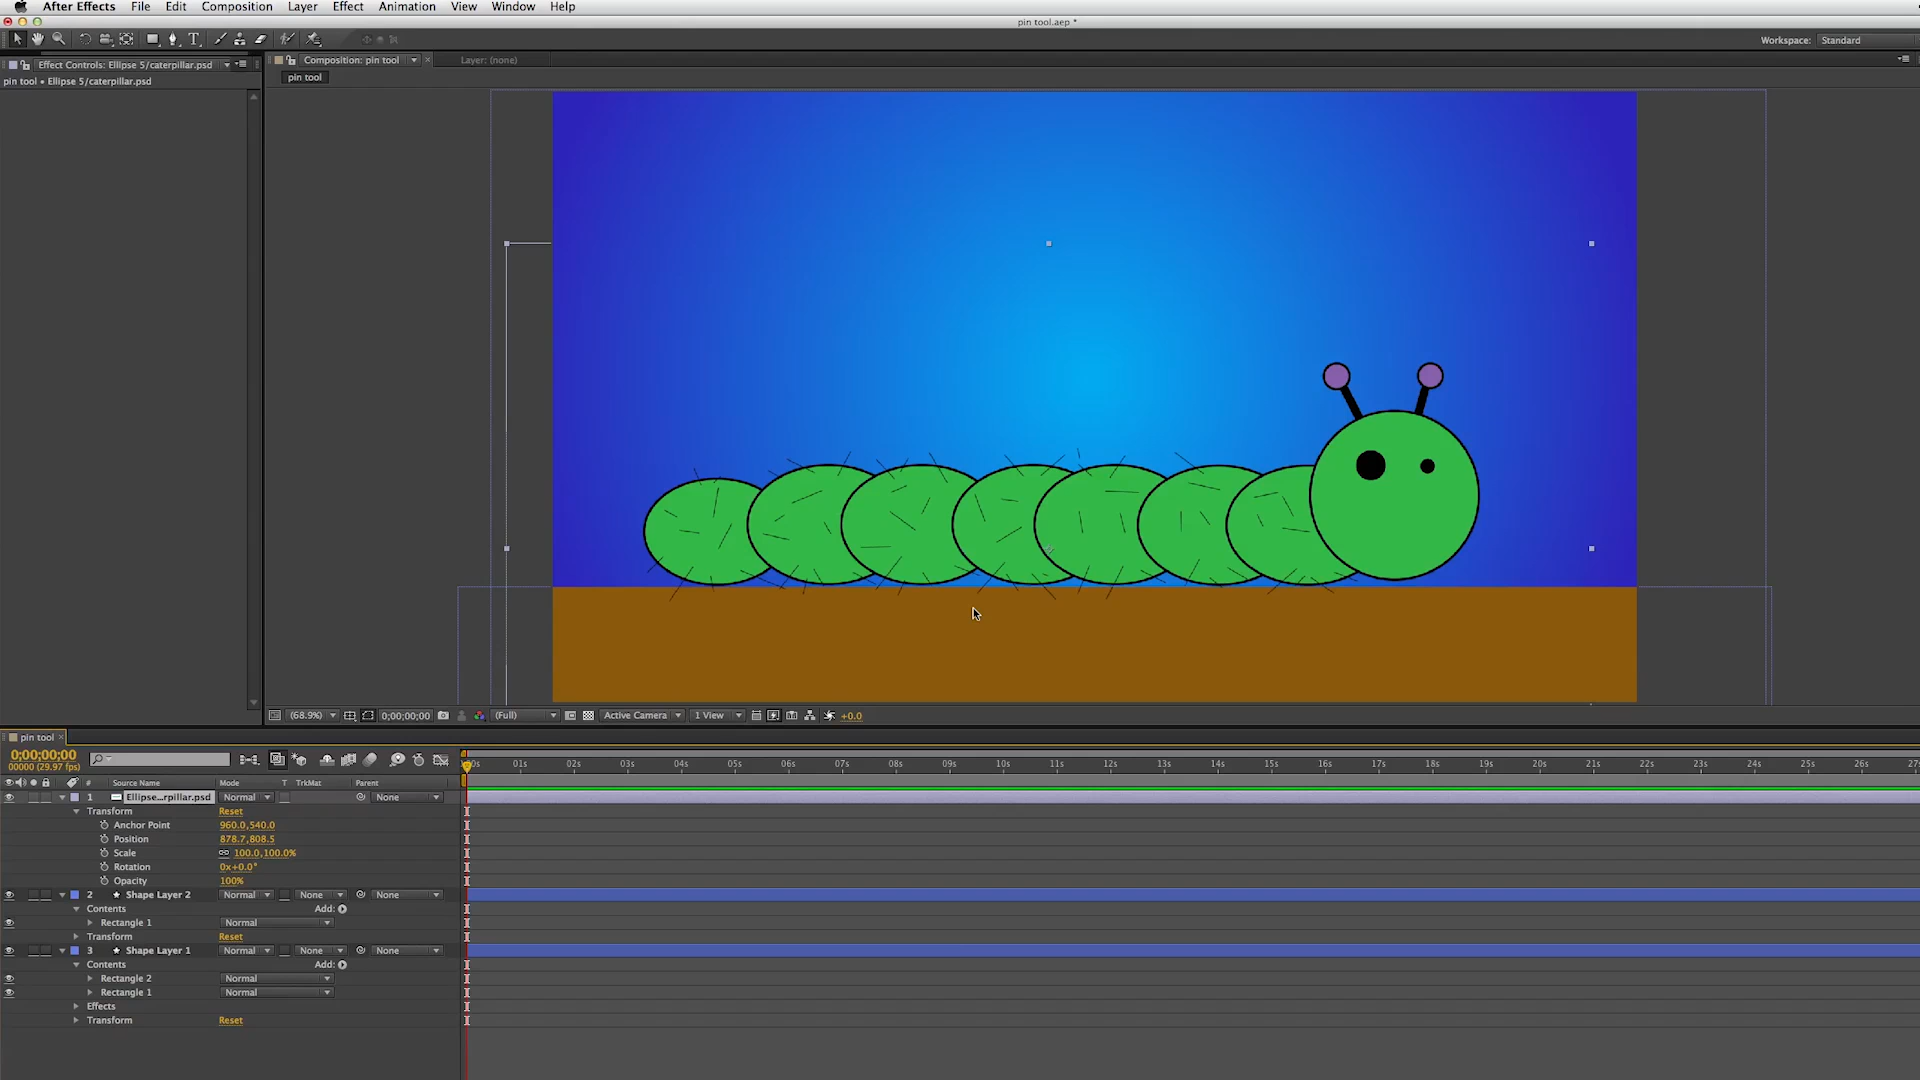 After Effects File Edit Composition Layer Effect Animation View Window Help
pin tool.aep *
Workspace: Standard
Effect Controls: Ellipse 5/caterpillar.psd
Composition: pin tool
Layer: (none)
pin tool • Ellipse 5/caterpillar.psd
pin tool
(68.9%) 0;00;00;00 (Full) Active Camera 1 View +0.0
pin tool
0;00;00;00
00000 (29.97 fps)
01s 02s 03s 04s 05s 06s 07s 08s 09s 10s 11s 12s 13s 14s 15s 16s 17s 18s 19s 20s 21s 22s 23s 24s 25s 26s
# Source Name Mode T TrkMat Parent
1 Ellipse...rpillar.psd Normal None
Transform Reset
Anchor Point 960.0,540.0
Position 878.7,808.5
Scale 100.0,100.0%
Rotation 0x+0.0°
Opacity 100%
2 Shape Layer 2 Normal None None
Contents Add:
Rectangle 1 Normal
Transform Reset
3 Shape Layer 1 Normal None None
Contents Add:
Rectangle 2 Normal
Rectangle 1 Normal
Effects
Transform Reset